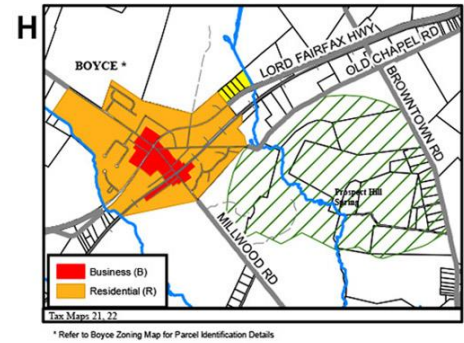 H
BOYCE *
LORD FAIRFAX HWY
OLD CHAPEL RD
BROWNTOWN RD
Prospect Hill
Spring
MILLWOOD RD
Business (B)
Residential (R)
Tax Maps 21, 22
* Refer to Boyce Zoning Map for Parcel Identification Details